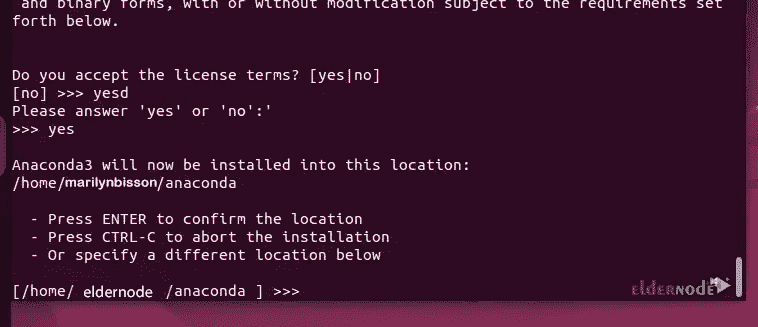 and binary forms, with or without modification subject to the requirements set
forth below.
Do you accept the license terms? [yes|no]
[no] >>> yesd
Please answer 'yes' or 'no':'
>>> yes
Anaconda3 will now be installed into this location:
/home/marilynbisson/anaconda
- Press ENTER to confirm the location
- Press CTRL-C to abort the installation
- Or specify a different location below
[/home/ eldernode /anaconda ] >>>
eldernode